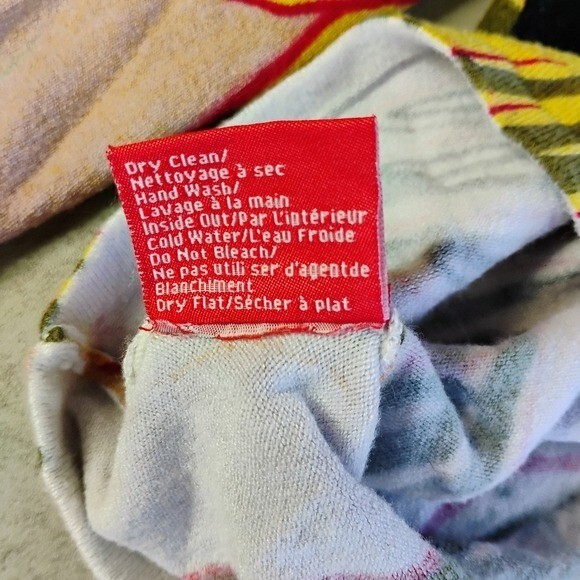 Dry Clean/
Nettoyage à sec
Hand Wash/
Lavage à la main
Inside Out/Par L'intérieur
Cold Water/L'eau Froide
Do Not Bleach/
Ne pas utili ser d'agentde
Blanchiment
Dry Flat/Sécher à plat